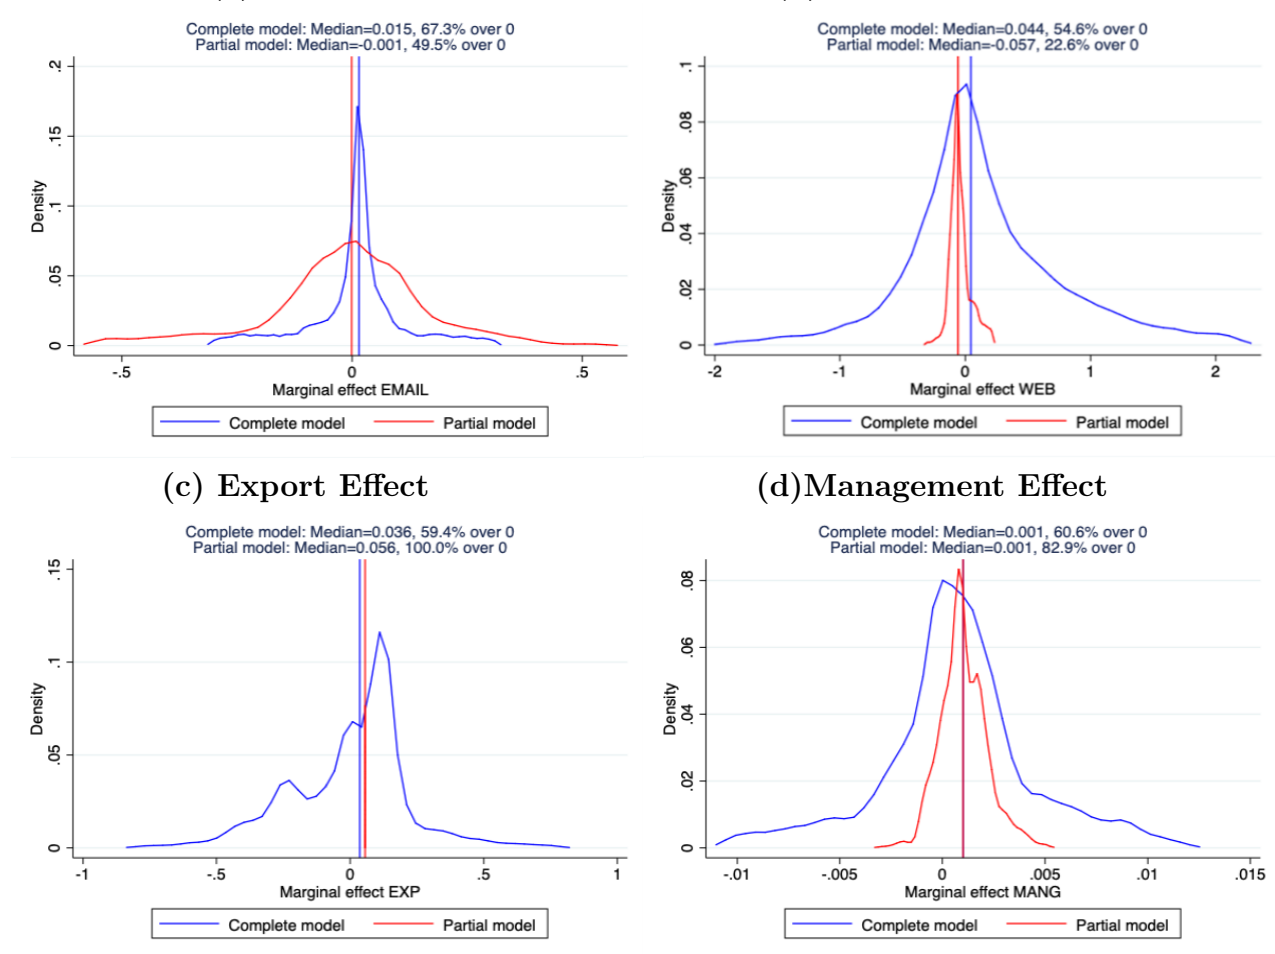 Complete model: Median=0.015, 67.3% over 0
Partial model: Median=-0.001, 49.5% over 0
Density
.2
.15
.1
.05
0
-.5
0
.5
Marginal effect EMAIL
Complete model
Partial model
Complete model: Median=0.044, 54.6% over 0
Partial model: Median=-0.057, 22.6% over 0
Density
.1
.08
.06
.04
.02
0
-2
-1
0
1
2
Marginal effect WEB
Complete model
Partial model
(c) Export Effect
Complete model: Median=0.036, 59.4% over 0
Partial model: Median=0.056, 100.0% over 0
Density
.15
.1
.05
0
-1
-.5
0
.5
1
Marginal effect EXP
Complete model
Partial model
(d)Management Effect
Complete model: Median=0.001, 60.6% over 0
Partial model: Median=0.001, 82.9% over 0
Density
.08
.06
.04
.02
0
-.01
-.005
0
.005
.01
.015
Marginal effect MANG
Complete model
Partial model